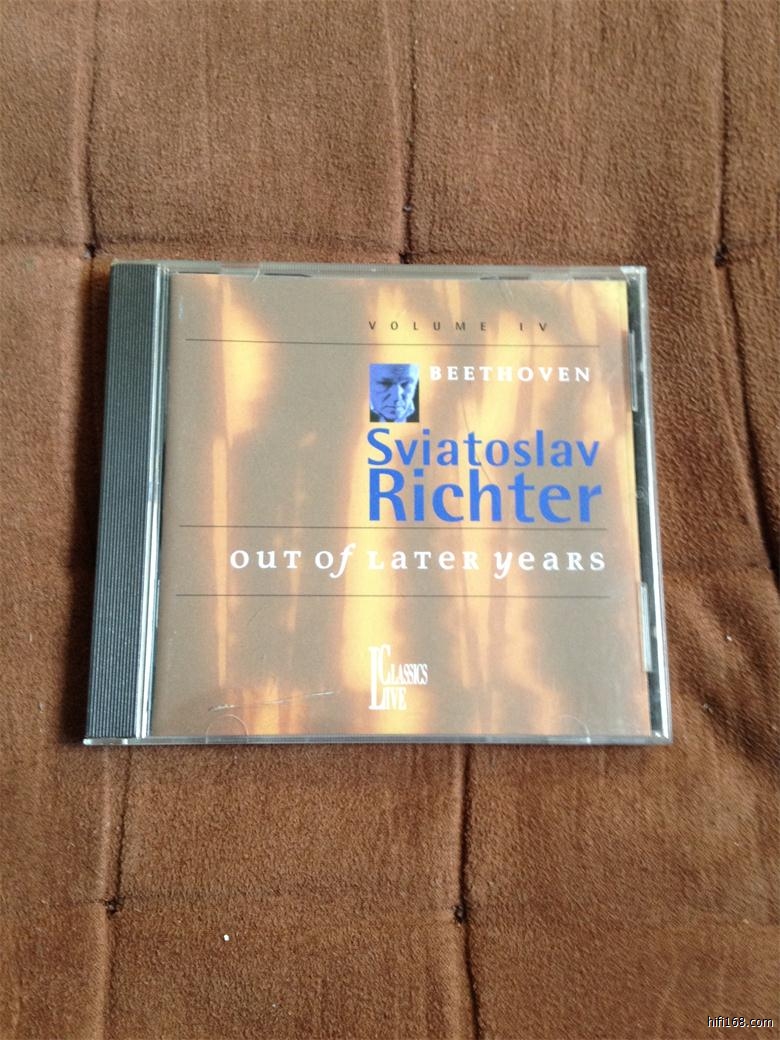 VOLUME IV
BEETHOVEN
Sviatoslav
Richter
OUT Of LATER yeARS
CLASSICS
LIVE
hifi168.com